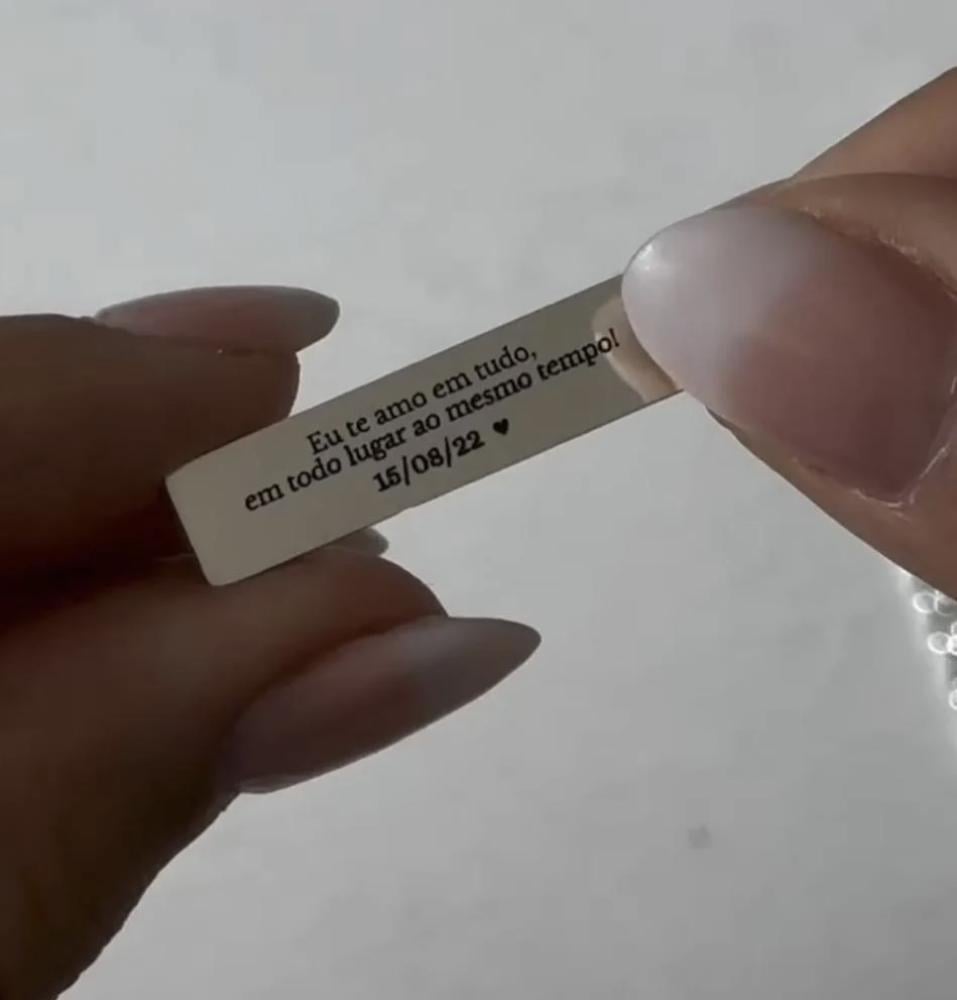 Eu te amo em tudo,
em todo lugar ao mesmo tempo!
15/08/22 ♥